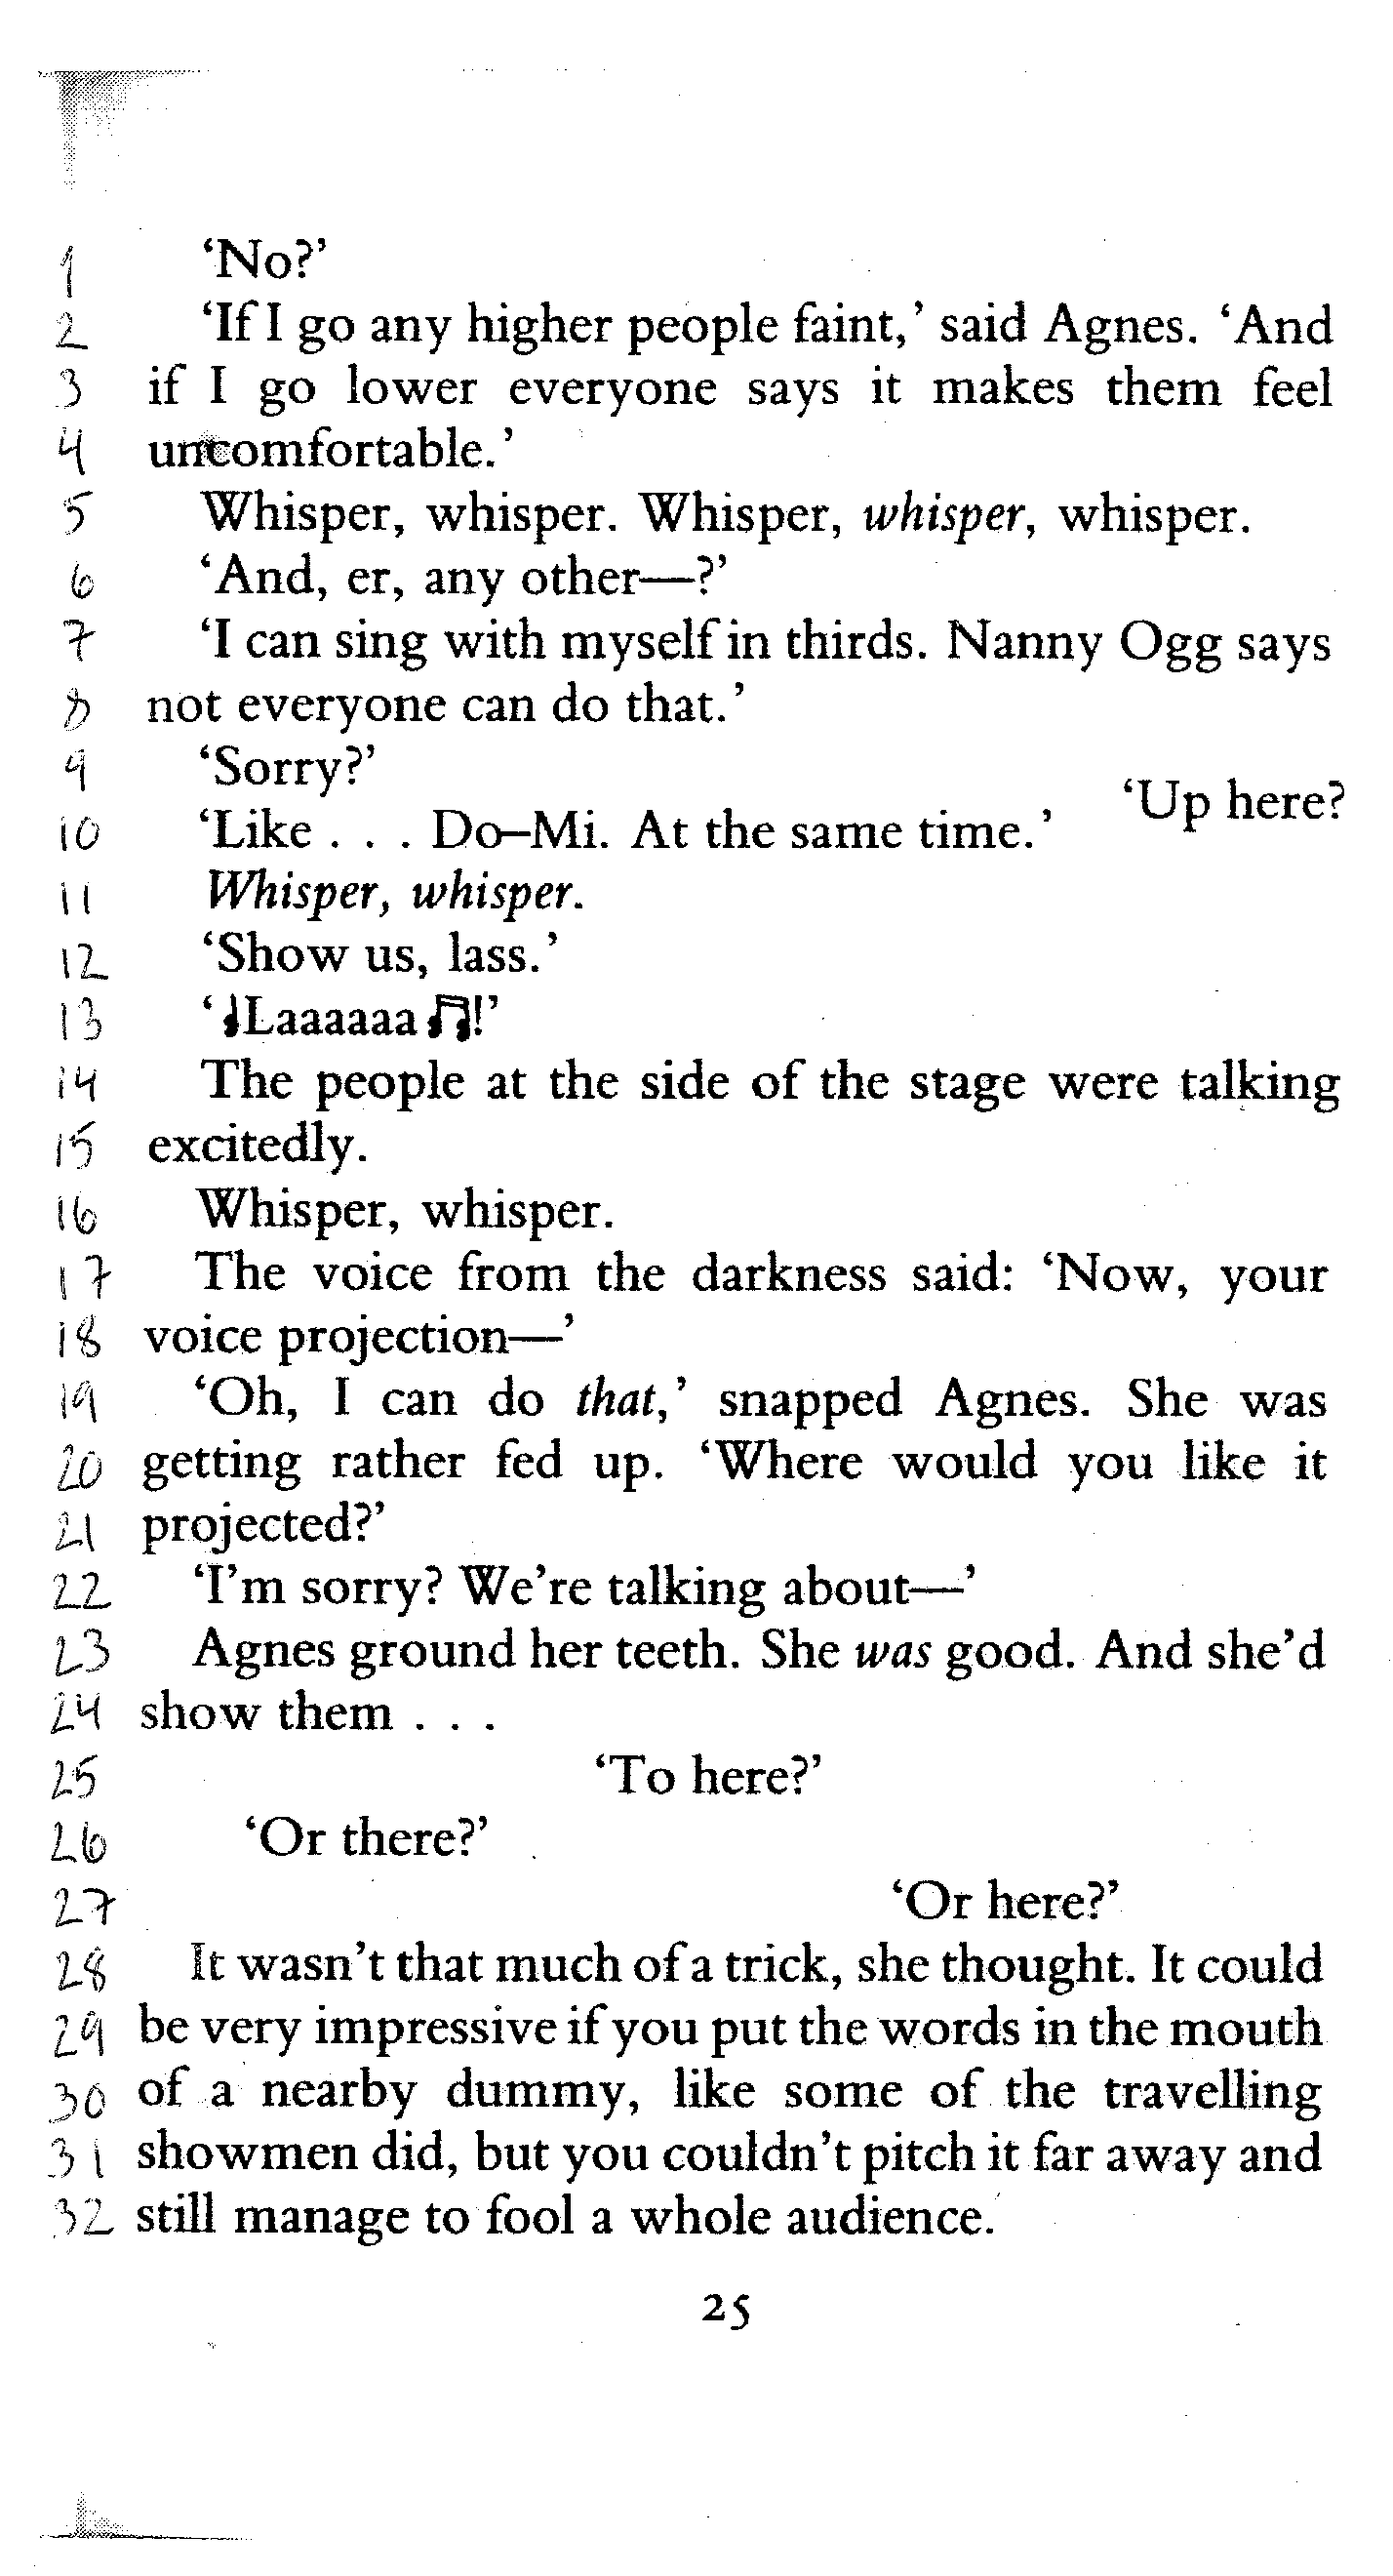 1 ‘No?’
2 ‘If I go any higher people faint,’ said Agnes. ‘And
3 if I go lower everyone says it makes them feel
4 uncomfortable.’
5 Whisper, whisper. Whisper, whisper, whisper.
6 ‘And, er, any other—?’
7 ‘I can sing with myself in thirds. Nanny Ogg says
8 not everyone can do that.’
9 ‘Sorry?’
‘Up here?
10 ‘Like . . . Do–Mi. At the same time.’
11 Whisper, whisper.
12 ‘Show us, lass.’
13 ‘♩Laaaaaa♫!’
14 The people at the side of the stage were talking
15 excitedly.
16 Whisper, whisper.
17 The voice from the darkness said: ‘Now, your
18 voice projection—’
19 ‘Oh, I can do that,’ snapped Agnes. She was
20 getting rather fed up. ‘Where would you like it
21 projected?’
22 ‘I’m sorry? We’re talking about—’
23 Agnes ground her teeth. She was good. And she’d
24 show them . . .
25 ‘To here?’
26 ‘Or there?’
27 ‘Or here?’
28 It wasn’t that much of a trick, she thought. It could
29 be very impressive if you put the words in the mouth
30 of a nearby dummy, like some of the travelling
31 showmen did, but you couldn’t pitch it far away and
32 still manage to fool a whole audience.
25